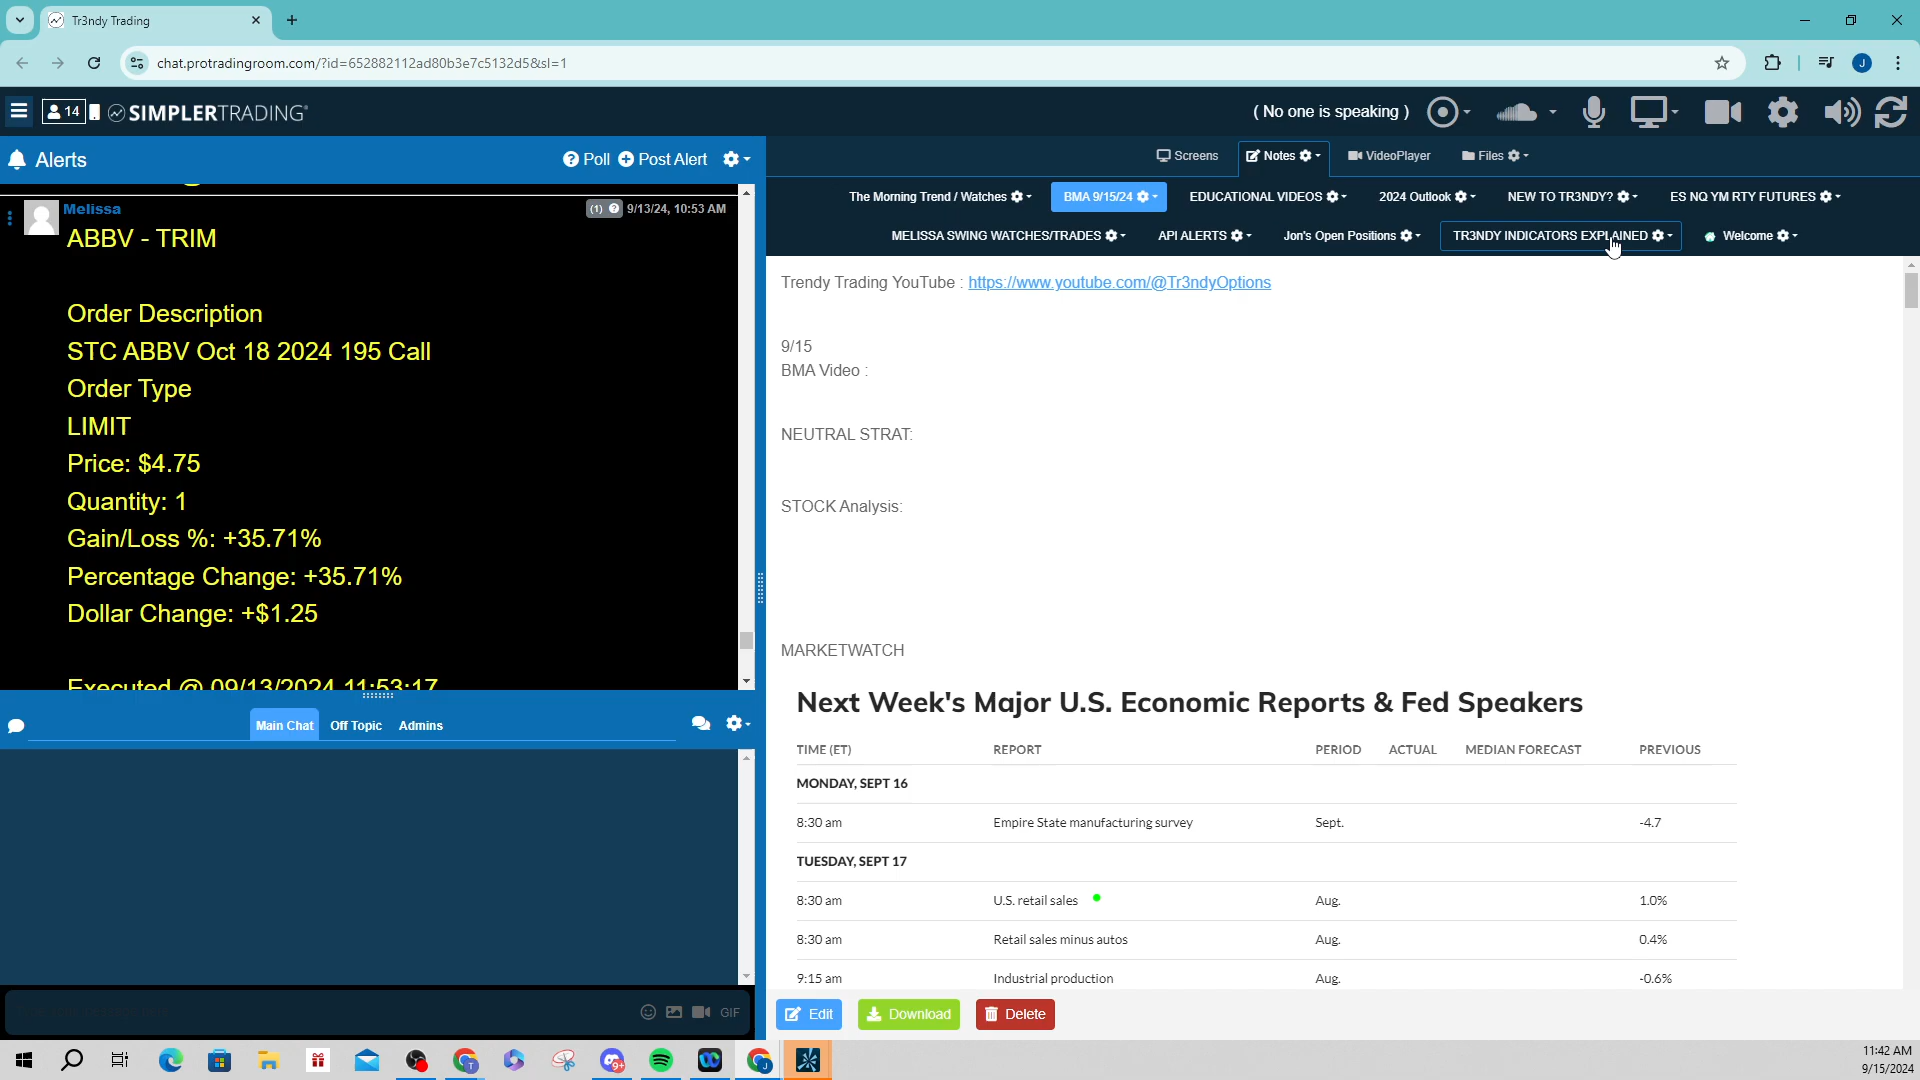 Tr3ndy Trading
chat.protradingroom.com/?id=652882112ad80b3e7c5132d5&sl=1
J
14
SIMPLERTRADING
( No one is speaking )
Alerts
Poll
Post Alert
Screens
Notes
VideoPlayer
Files
The Morning Trend / Watches
BMA 9/15/24
EDUCATIONAL VIDEOS
2024 Outlook
NEW TO TR3NDY?
ES NQ YM RTY FUTURES
MELISSA SWING WATCHES/TRADES
API ALERTS
Jon's Open Positions
TR3NDY INDICATORS EXPLAINED
Welcome
Melissa
(1)
9/13/24, 10:53 AM
ABBV - TRIM
Order Description
STC ABBV Oct 18 2024 195 Call
Order Type
LIMIT
Price: $4.75
Quantity: 1
Gain/Loss %: +35.71%
Percentage Change: +35.71%
Dollar Change: +$1.25
Executed @ 09/13/2024 11:53:17
Main Chat
Off Topic
Admins
GIF
Trendy Trading YouTube : https://www.youtube.com/@Tr3ndyOptions
9/15
BMA Video :
NEUTRAL STRAT:
STOCK Analysis:
MARKETWATCH
Next Week's Major U.S. Economic Reports & Fed Speakers
TIME (ET) REPORT PERIOD ACTUAL MEDIAN FORECAST PREVIOUS
MONDAY, SEPT 16
8:30 am Empire State manufacturing survey Sept. -4.7
TUESDAY, SEPT 17
8:30 am U.S. retail sales Aug. 1.0%
8:30 am Retail sales minus autos Aug. 0.4%
9:15 am Industrial production Aug. -0.6%
Edit
Download
Delete
11:42 AM
9/15/2024